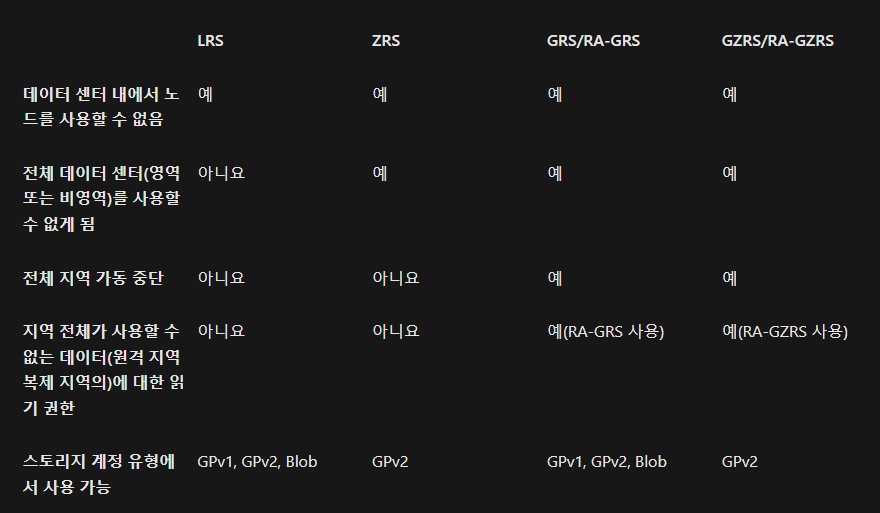 LRS ZRS GRS/RA-GRS GZRS/RA-GZRS
데이터 센터 내에서 노 예 예 예 예
드를 사용할 수 없음
전체 데이터 센터(영역 아니요 예 예 예
또는 비영역)를 사용할
수 없게 됨
전체 지역 가동 중단 아니요 아니요 예 예
지역 전체가 사용할 수 아니요 아니요 예(RA-GRS 사용) 예(RA-GZRS 사용)
없는 데이터(원격 지역
복제 지역의)에 대한 읽
기 권한
스토리지 계정 유형에 GPv1, GPv2, Blob GPv2 GPv1, GPv2, Blob GPv2
서 사용 가능